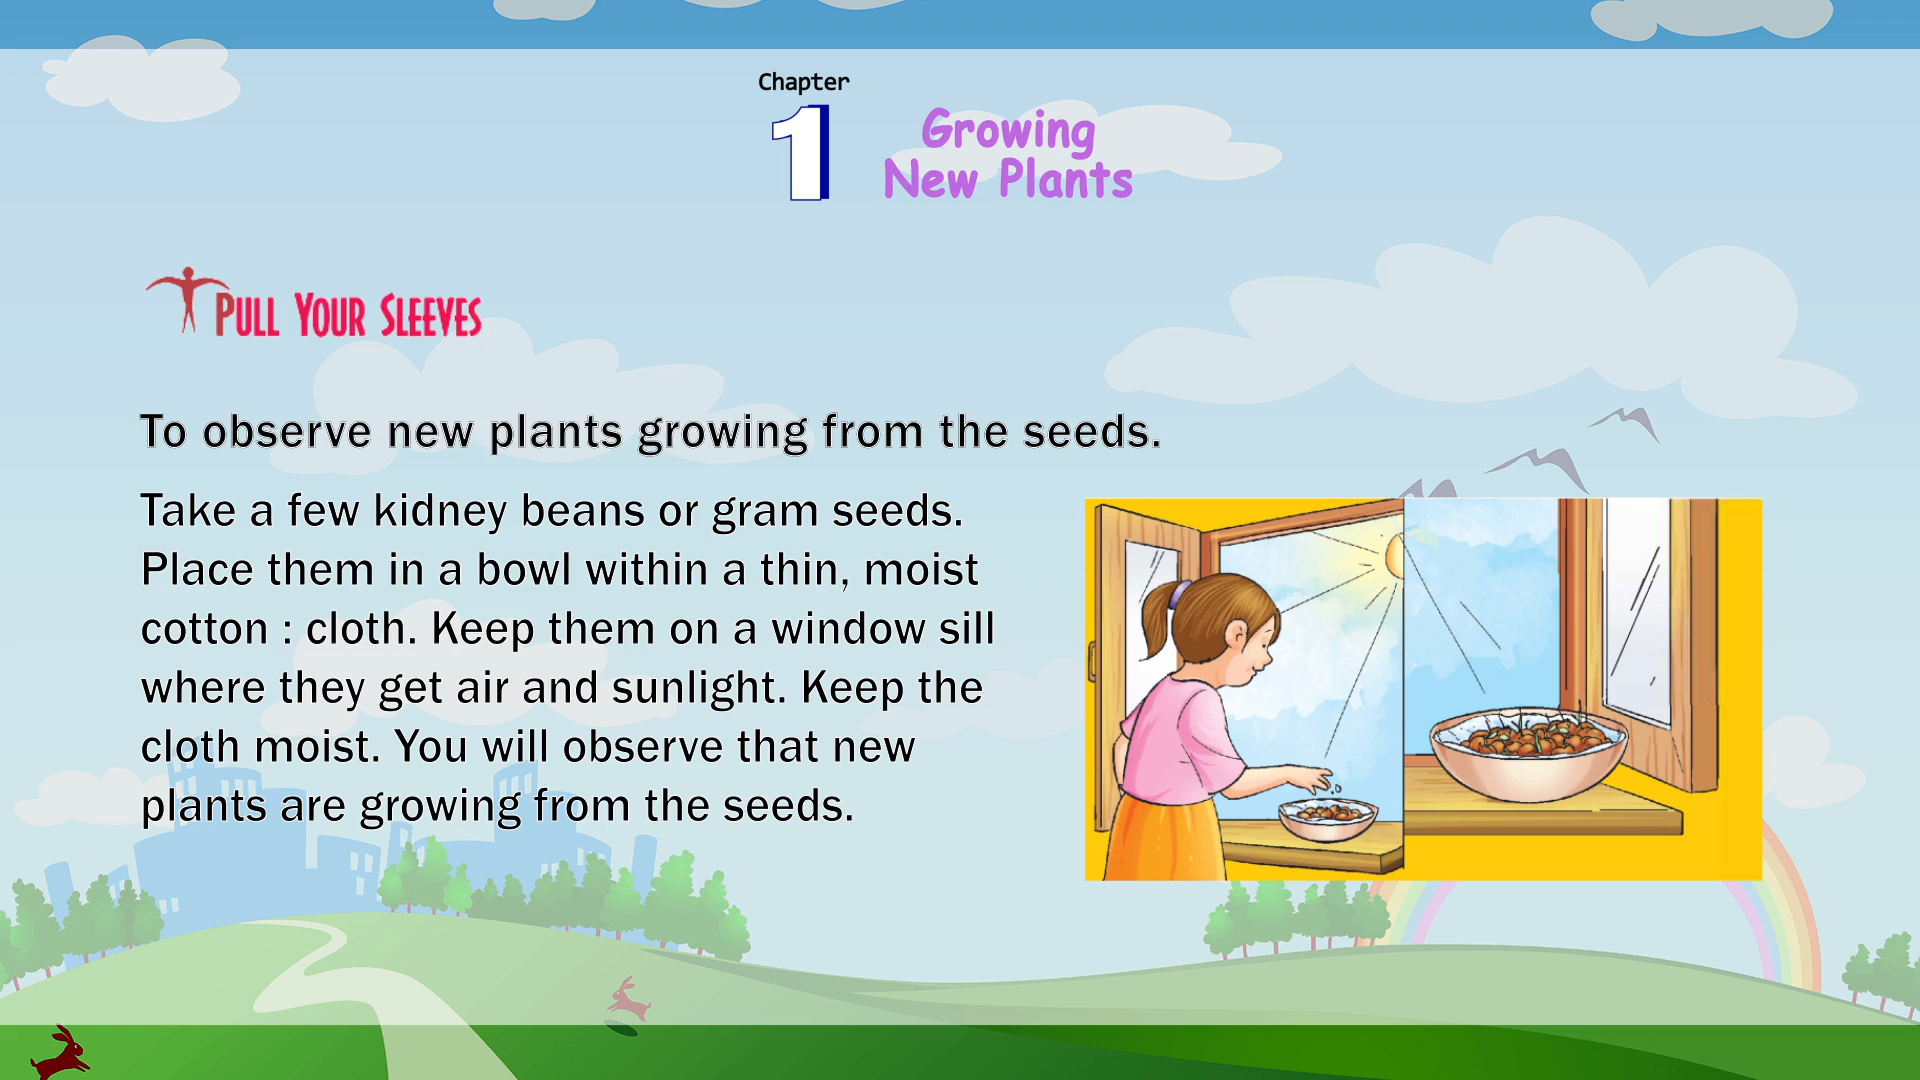 Chapter
1
Growing
New Plants
PULL YOUR SLEEVES
To observe new plants growing from the seeds.
Take a few kidney beans or gram seeds.
Place them in a bowl within a thin, moist
cotton : cloth. Keep them on a window sill
where they get air and sunlight. Keep the
cloth moist. You will observe that new
plants are growing from the seeds.